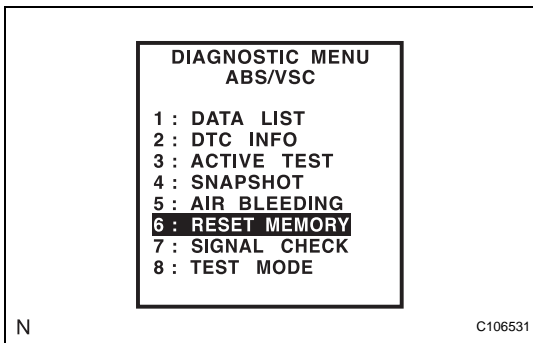 DIAGNOSTIC MENU
ABS/VSC
1 : DATA LIST
2 : DTC INFO
3 : ACTIVE TEST
4 : SNAPSHOT
5 : AIR BLEEDING
6 : RESET MEMORY
7 : SIGNAL CHECK
8 : TEST MODE
N C106531